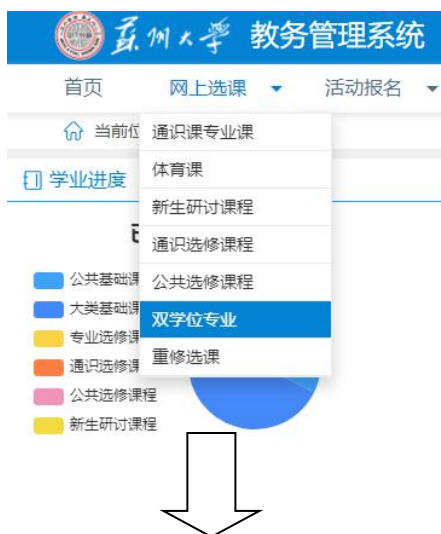 苏州大学 教务管理系统
首页 网上选课 活动报名
当前位
通识课专业课
学业进度
体育课
新生研讨课程
通识选修课程
公共基础课
公共选修课程
大类基础课
双学位专业
专业选修课
重修选课
通识选修课
公共选修课程
新生研讨课程